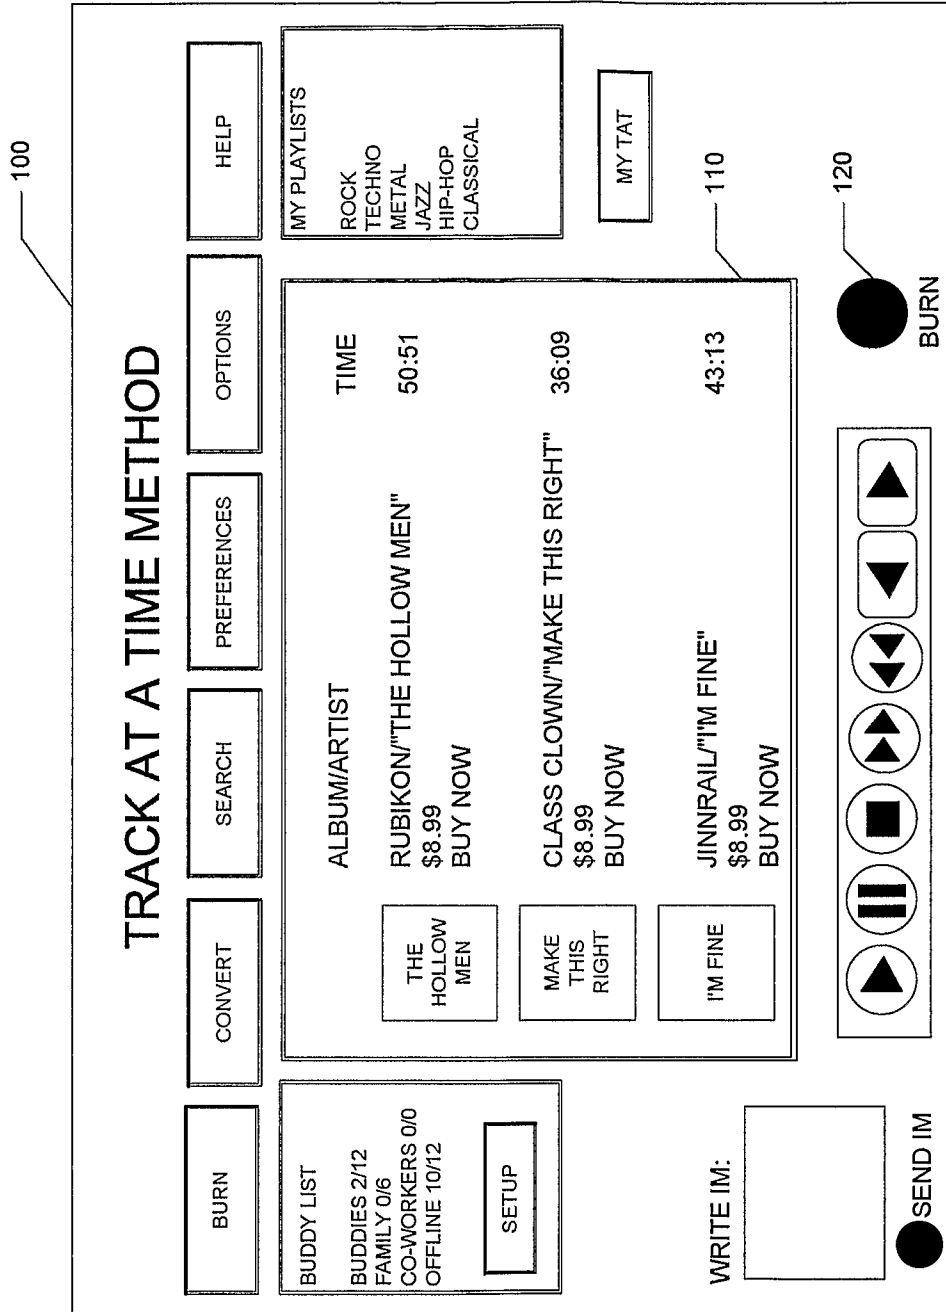 100
TRACK AT A TIME METHOD
BURN
CONVERT
SEARCH
PREFERENCES
OPTIONS
HELP
BUDDY LIST
BUDDIES 2/12
FAMILY 0/6
CO-WORKERS 0/0
OFFLINE 10/12
SETUP
ALBUM/ARTIST
TIME
THE
HOLLOW
MEN
RUBIKON/"THE HOLLOW MEN"
50:51
$8.99
BUY NOW
MAKE
THIS
RIGHT
CLASS CLOWN/"MAKE THIS RIGHT"
36:09
$8.99
BUY NOW
I'M FINE
JINNRAIL/"I'M FINE"
43:13
$8.99
BUY NOW
MY PLAYLISTS
ROCK
TECHNO
METAL
JAZZ
HIP-HOP
CLASSICAL
MY TAT
110
WRITE IM:
SEND IM
120
BURN